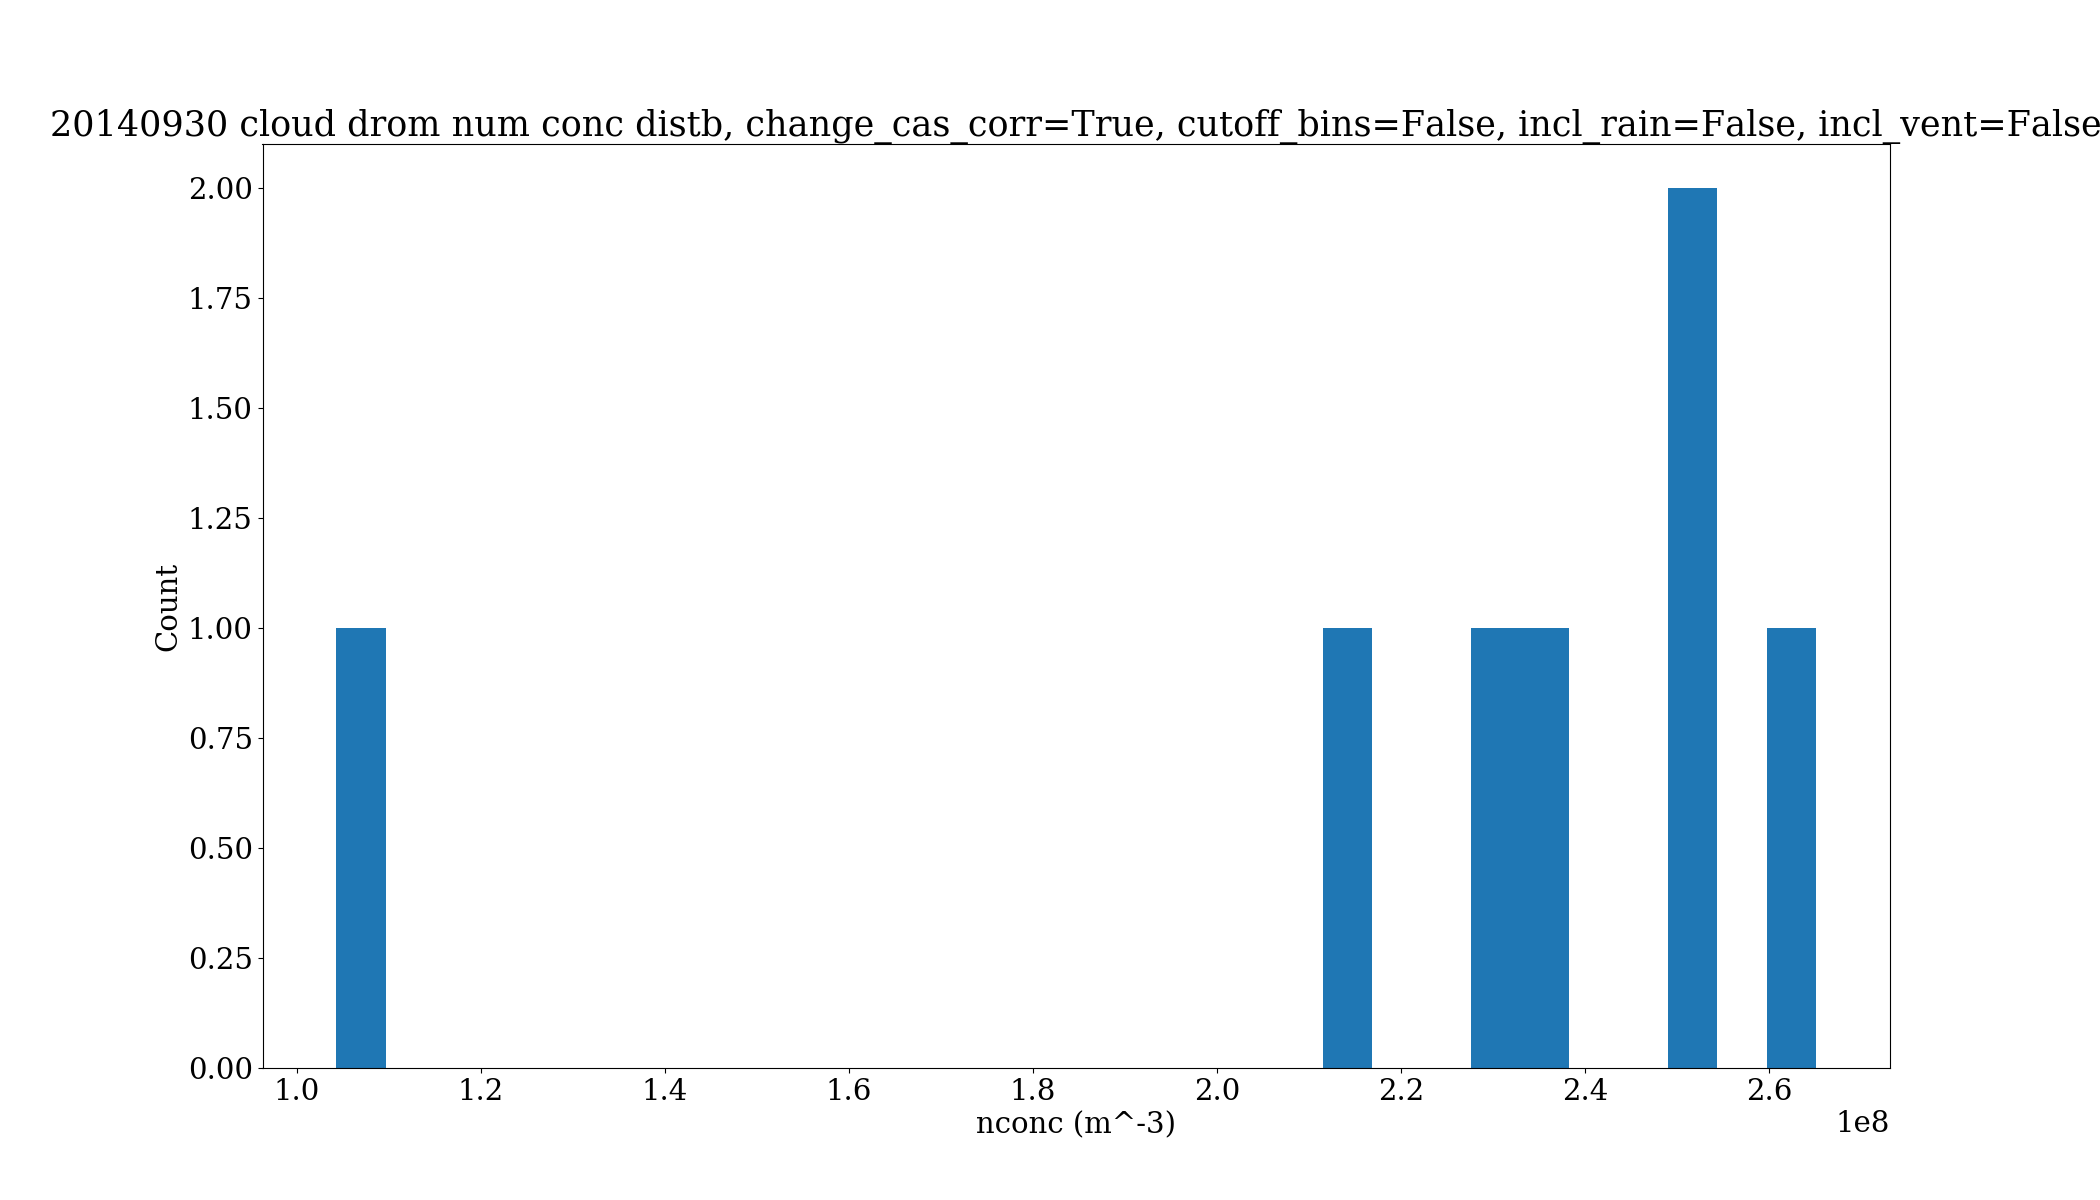 20140930 cloud drom num conc distb, change_cas_corr=True, cutoff_bins=False, incl_rain=False, incl_vent=False
2.00
1.75
1.50
1.25
1.00
0.75
0.50
0.25
0.00
Count
1.0 1.2 1.4 1.6 1.8 2.0 2.2 2.4 2.6
nconc (m^-3)
1e8